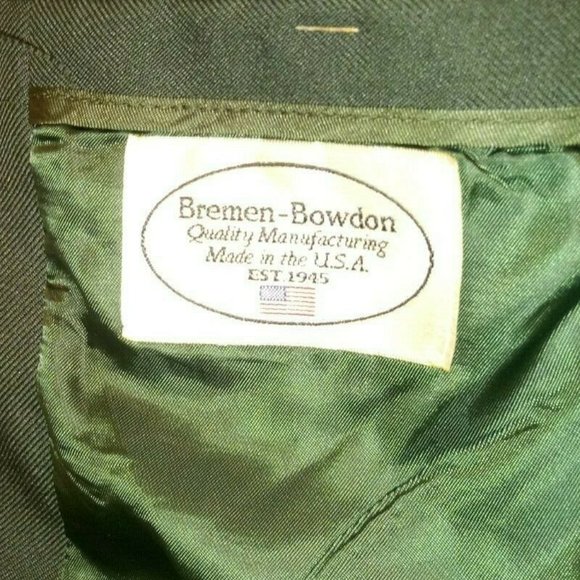 Bremen-Bowdon
Quality Manufacturing
Made in the U.S.A.
EST 1945